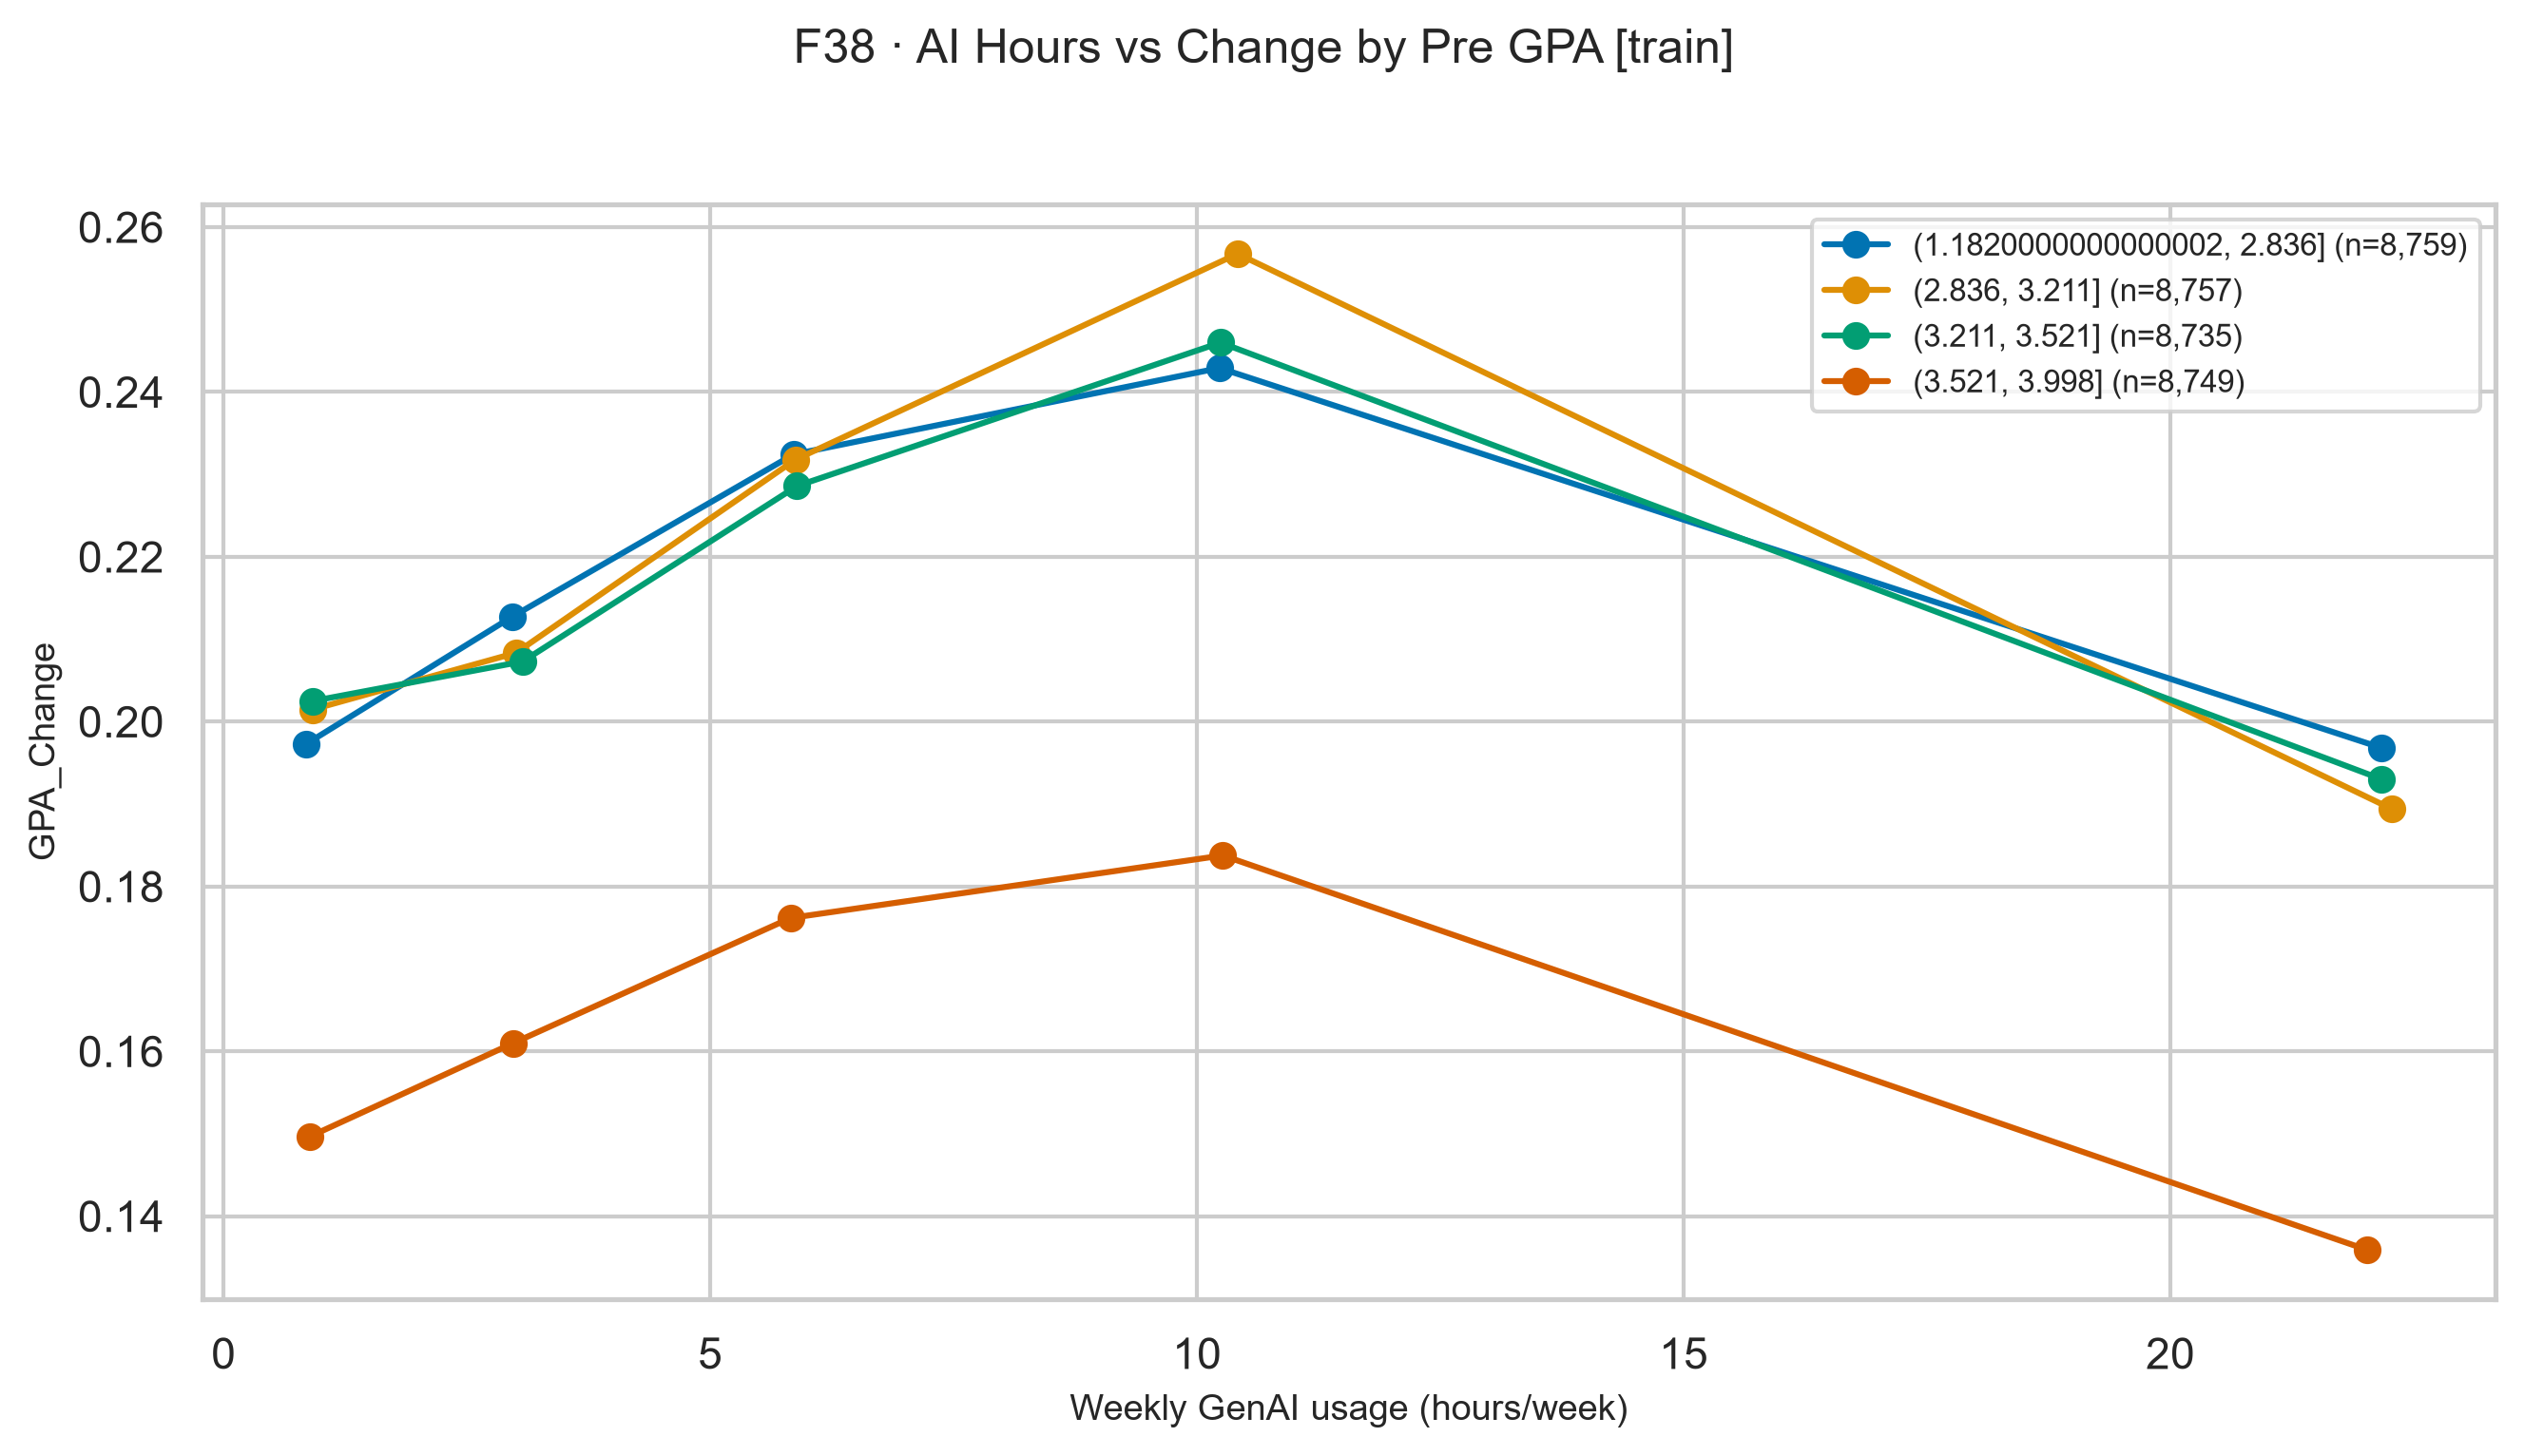 F38 · AI Hours vs Change by Pre GPA [train]
0.26
0.24
0.22
0.20
0.18
0.16
0.14
GPA_Change
(1.1820000000000002, 2.836] (n=8,759)
(2.836, 3.211] (n=8,757)
(3.211, 3.521] (n=8,735)
(3.521, 3.998] (n=8,749)
0 5 10 15 20
Weekly GenAI usage (hours/week)